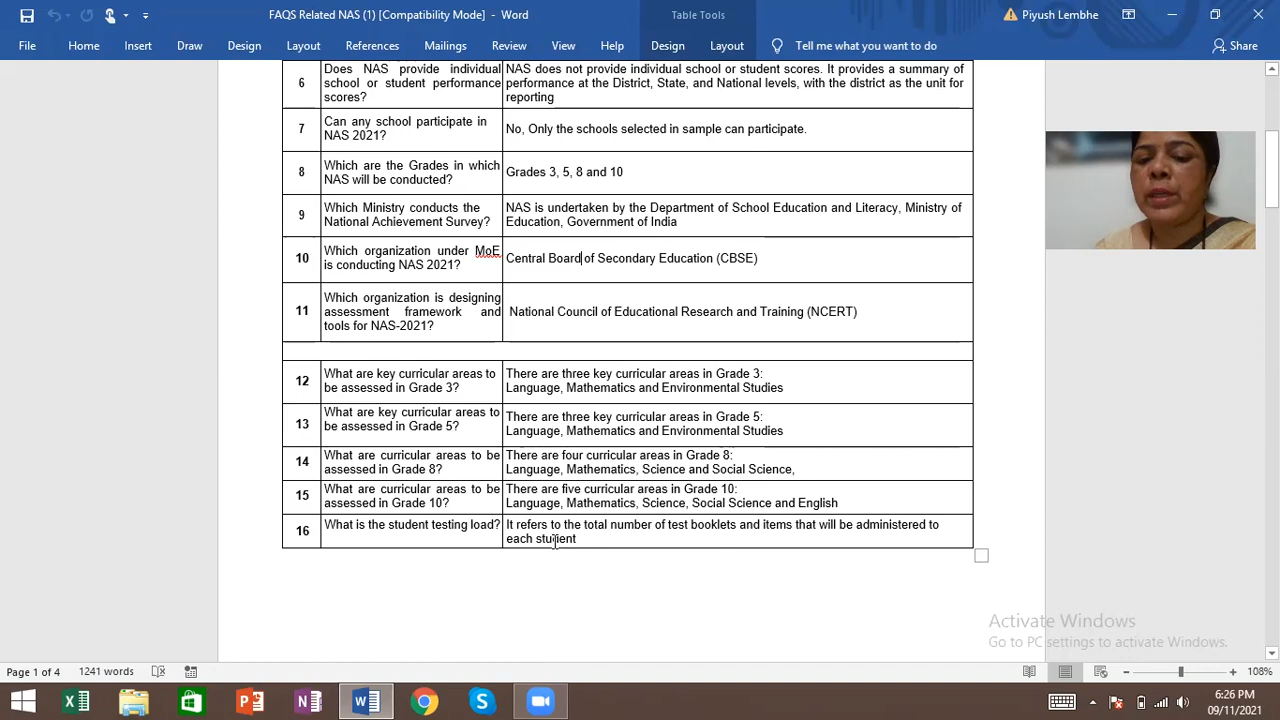 FAQS Related NAS (1) [Compatibility Mode] - Word
Table Tools
Piyush Lembhe
File Home Insert Draw Design Layout References Mailings Review View Help Design Layout Tell me what you want to do Share
6
Does NAS provide individual
school or student performance
scores?
NAS does not provide individual school or student scores. It provides a summary of
performance at the District, State, and National levels, with the district as the unit for
reporting
7
Can any school participate in
NAS 2021?
No, Only the schools selected in sample can participate.
8
Which are the Grades in which
NAS will be conducted?
Grades 3, 5, 8 and 10
9
Which Ministry conducts the
National Achievement Survey?
NAS is undertaken by the Department of School Education and Literacy, Ministry of
Education, Government of India
10
Which organization under MoE
is conducting NAS 2021?
Central Board of Secondary Education (CBSE)
11
Which organization is designing
assessment framework and
tools for NAS-2021?
National Council of Educational Research and Training (NCERT)
12
What are key curricular areas to
be assessed in Grade 3?
There are three key curricular areas in Grade 3:
Language, Mathematics and Environmental Studies
13
What are key curricular areas to
be assessed in Grade 5?
There are three key curricular areas in Grade 5:
Language, Mathematics and Environmental Studies
14
What are curricular areas to be
assessed in Grade 8?
There are four curricular areas in Grade 8:
Language, Mathematics, Science and Social Science,
15
What are curricular areas to be
assessed in Grade 10?
There are five curricular areas in Grade 10:
Language, Mathematics, Science, Social Science and English
16
What is the student testing load?
It refers to the total number of test booklets and items that will be administered to
each student
Activate Windows
Go to PC settings to activate Windows.
Page 1 of 4 1241 words
108%
6:26 PM
09/11/2021